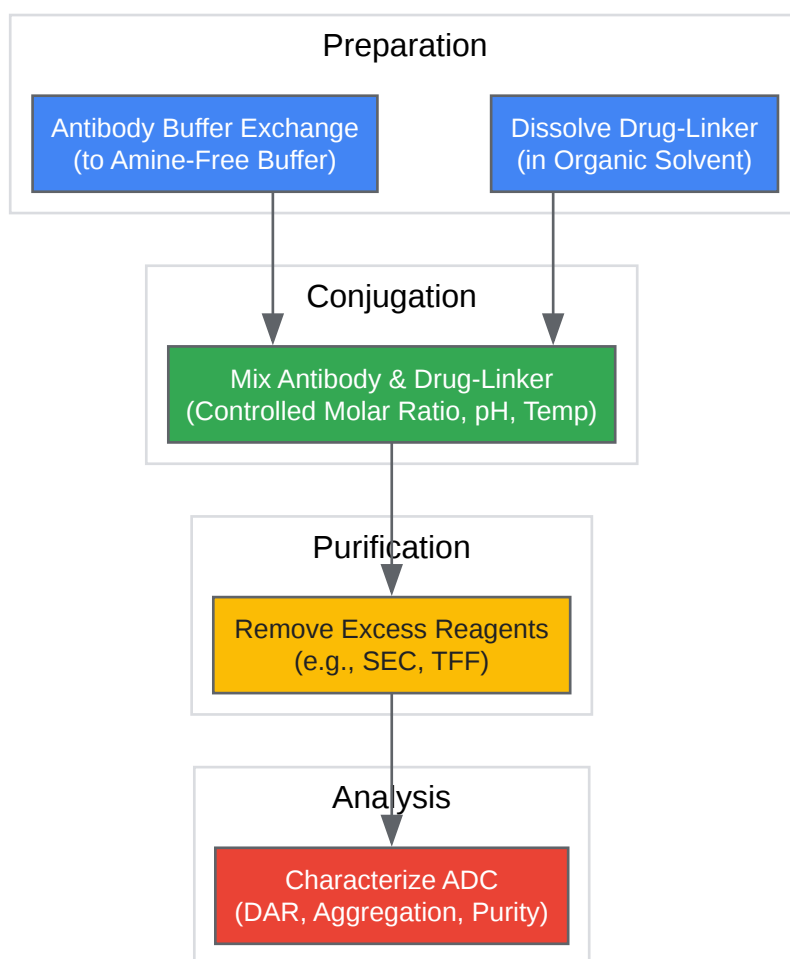 Preparation
Antibody Buffer Exchange
(to Amine-Free Buffer)
Dissolve Drug-Linker
(in Organic Solvent)
Conjugation
Mix Antibody & Drug-Linker
(Controlled Molar Ratio, pH, Temp)
Purification
Remove Excess Reagents
(e.g., SEC, TFF)
Analysis
Characterize ADC
(DAR, Aggregation, Purity)